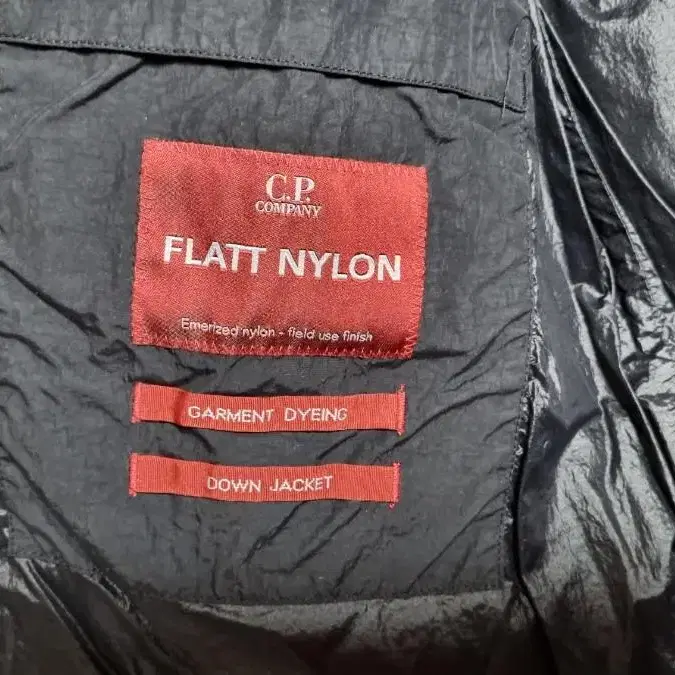 C.P.
COMPANY
FLATT NYLON
Emerized nylon - field use finish
GARMENT DYEING
DOWN JACKET